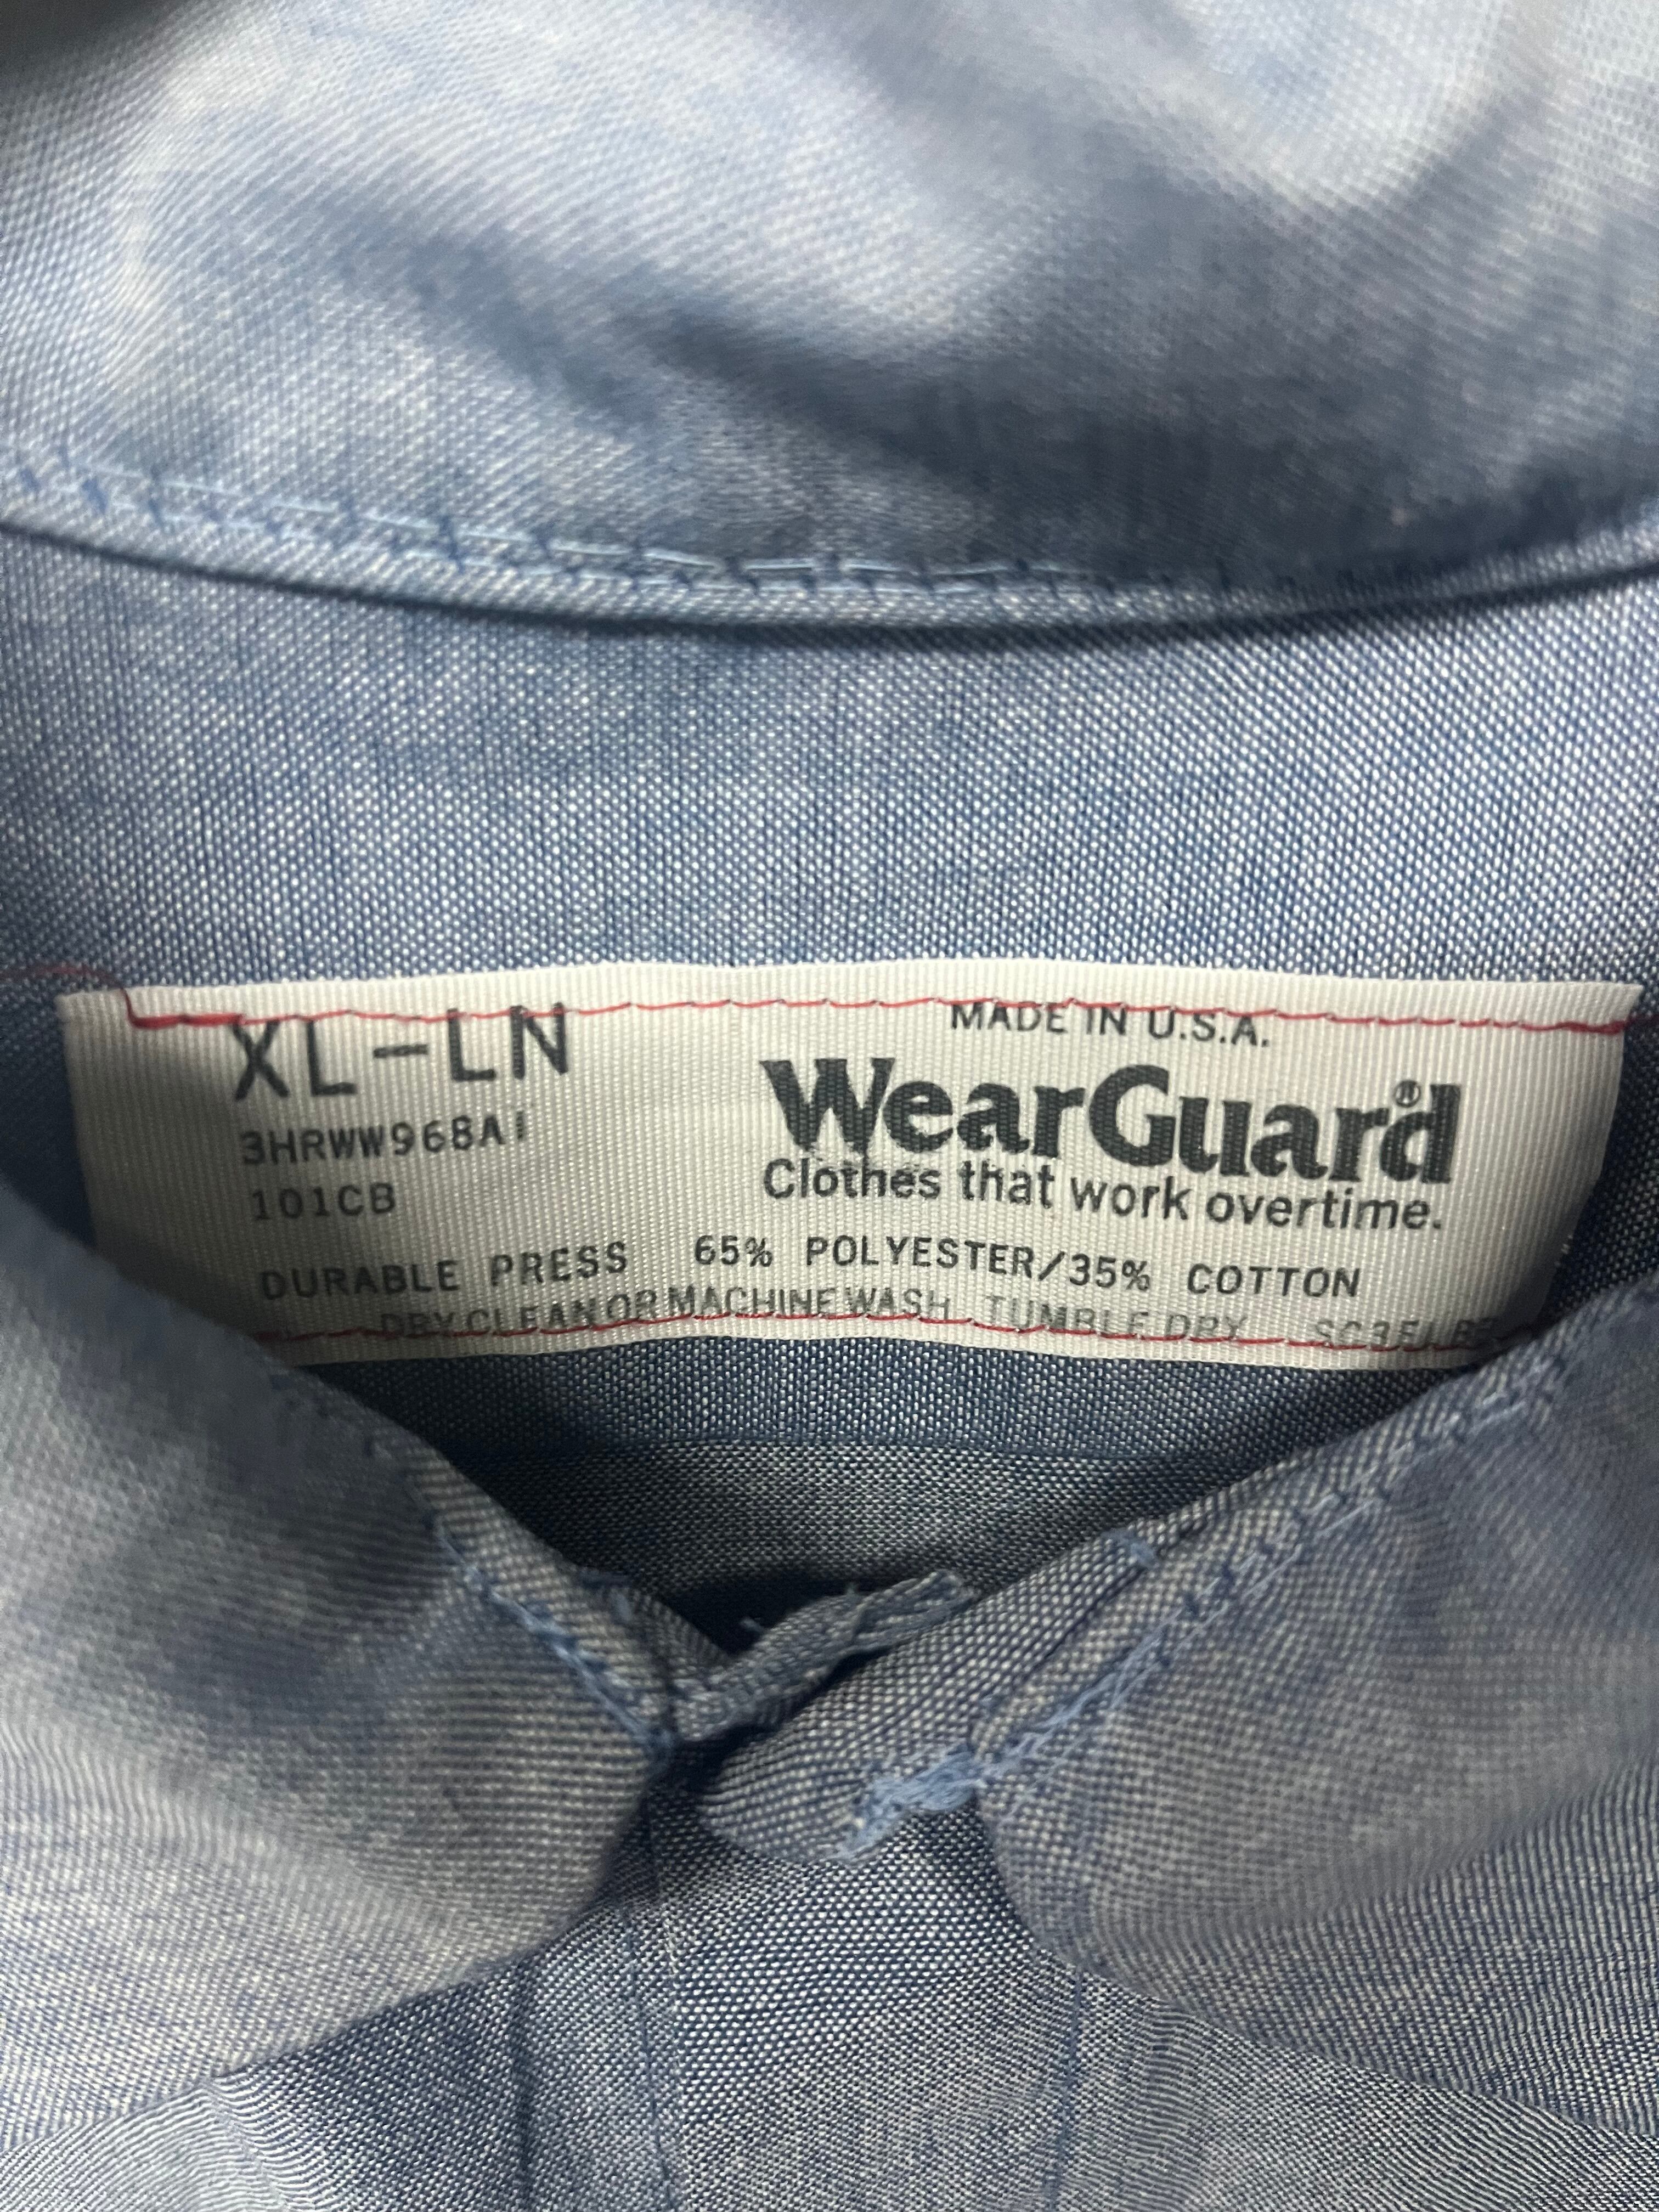 XL-LN
3HRWW968A1
101CB
MADE IN U.S.A.
WearGuard®
Clothes that work overtime.
DURABLE PRESS 65% POLYESTER/35% COTTON
DRY CLEAN OR MACHINE WASH TUMBLE DRY